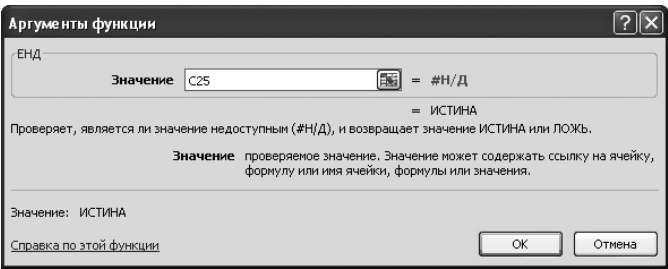 Аргументы функции
ЕНД
Значение C25 = #Н/Д
= ИСТИНА
Проверяет, является ли значение недоступным (#Н/Д), и возвращает значение ИСТИНА или ЛОЖЬ.
Значение проверяемое значение. Значение может содержать ссылку на ячейку,
формулу или имя ячейки, формулы или значения.
Значение: ИСТИНА
Справка по этой функции ОК Отмена